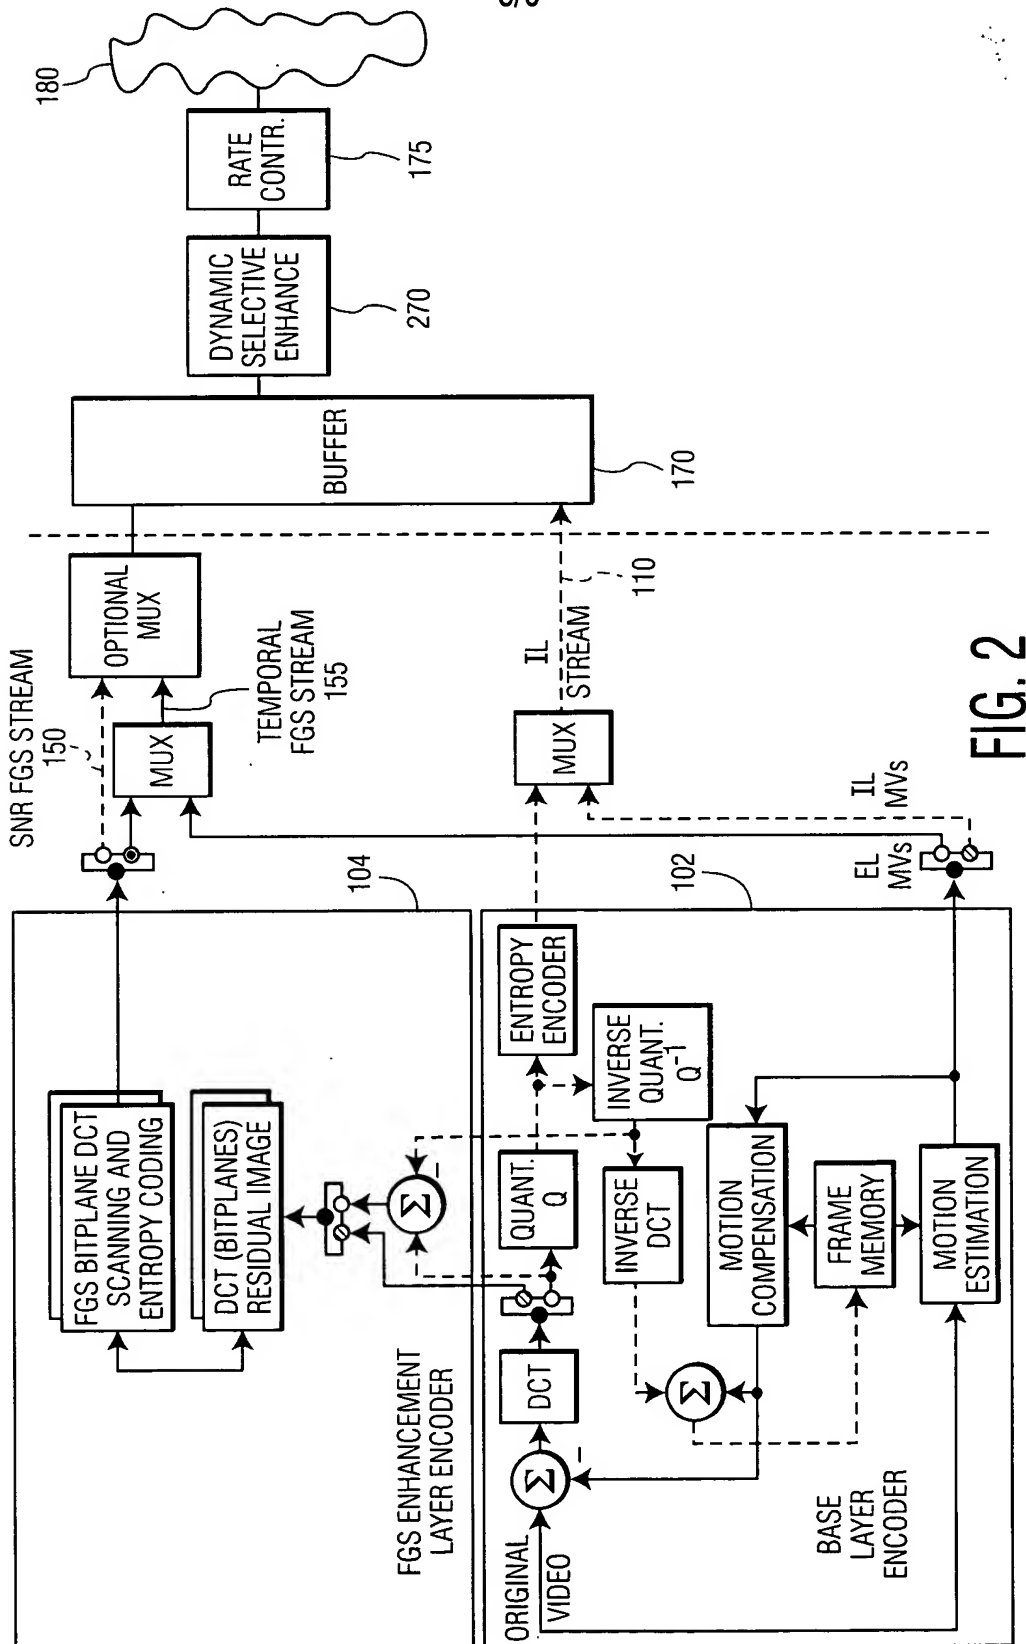 180
RATE
CONTR.
175
DYNAMIC
SELECTIVE
ENHANCE
270
BUFFER
170
SNR FGS STREAM
150
OPTIONAL
MUX
MUX
TEMPORAL
FGS STREAM
155
IL
STREAM
110
MUX
IL
MVs
EL
MVs
104
FGS BITPLANE DCT
SCANNING AND
ENTROPY CODING
DCT (BITPLANES)
RESIDUAL IMAGE
Σ
−
FGS ENHANCEMENT
LAYER ENCODER
102
ENTROPY
ENCODER
INVERSE
QUANT.
Q-1
QUANT.
Q
INVERSE
DCT
MOTION
COMPENSATION
FRAME
MEMORY
MOTION
ESTIMATION
DCT
Σ
−
Σ
ORIGINAL
VIDEO
BASE
LAYER
ENCODER
FIG. 2